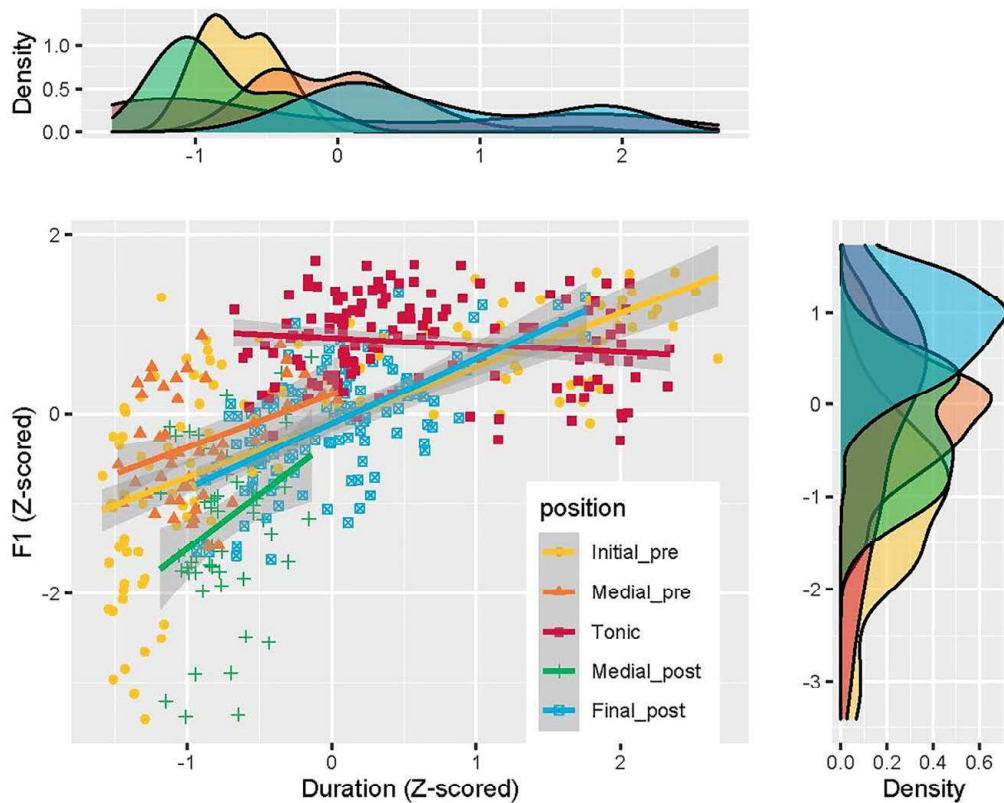 Density
1.0
0.5
0.0
-1
0
1
2
F1 (Z-scored)
2
0
-2
-1
0
1
2
Duration (Z-scored)
position
Initial_pre
Medial_pre
Tonic
Medial_post
Final_post
1
0
-1
-2
-3
0.0 0.2 0.4 0.6
Density